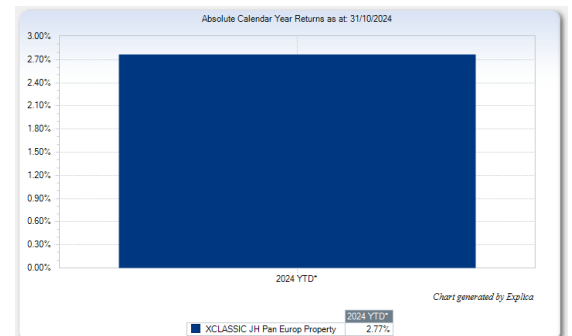 Absolute Calendar Year Returns as at: 31/10/2024
3.00%
2.70%
2.40%
2.10%
1.80%
1.50%
1.20%
0.90%
0.60%
0.30%
0.00%
2024 YTD*
Chart generated by Explica
2024 YTD*
XCLASSIC JH Pan Europ Property 2.77%